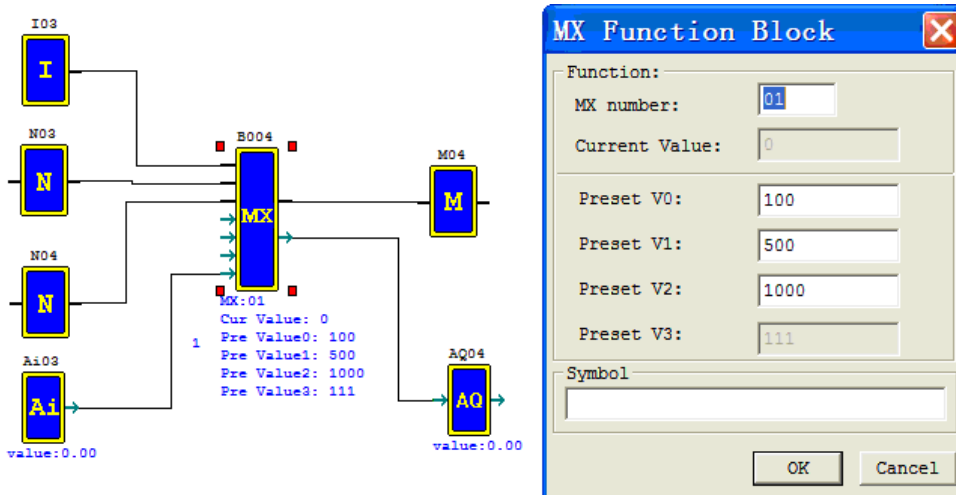 I03
I
N03
N
N04
N
Ai03
Ai
value:0.00
B004
MX
MX:01
Cur Value: 0
1
Pre Value0: 100
Pre Value1: 500
Pre Value2: 1000
Pre Value3: 111
M04
M
AQ04
AQ
value:0.00
MX Function Block
Function:
MX number: 01
Current Value: 0
Preset V0: 100
Preset V1: 500
Preset V2: 1000
Preset V3: 111
Symbol
OK Cancel